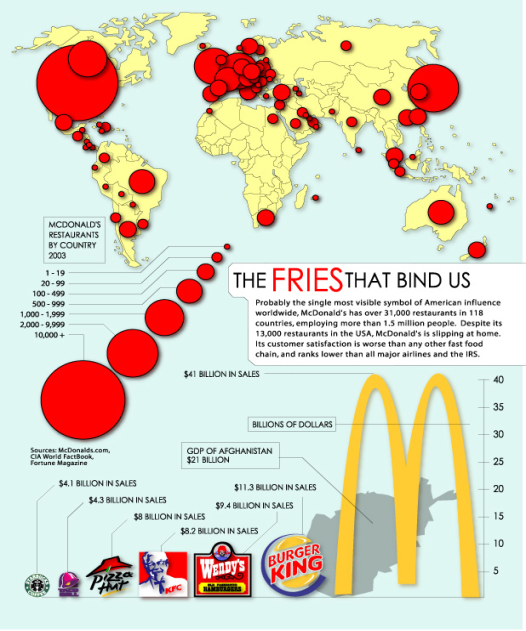 MCDONALD'S
RESTAURANTS
BY COUNTRY
2003
1 - 19
20 - 99
100 - 499
500 - 999
1,000 - 1,999
2,000 - 9,999
10,000 +
THE FRIES THAT BIND US
Probably the single most visible symbol of American influence
worldwide, McDonald's has over 31,000 restaurants in 118
countries, employing more than 1.5 million people. Despite its
13,000 restaurants in the USA, McDonald's is slipping at home.
Its customer satisfaction is worse than any other fast food
chain, and ranks lower than all major airlines and the IRS.
$41 BILLION IN SALES
40
35
30
25
20
15
10
5
BILLIONS OF DOLLARS
GDP OF AFGHANISTAN
$21 BILLION
Sources: McDonalds.com,
CIA World FactBook,
Fortune Magazine
$4.1 BILLION IN SALES
$4.3 BILLION IN SALES
$8 BILLION IN SALES
$8.2 BILLION IN SALES
$9.4 BILLION IN SALES
$11.3 BILLION IN SALES
Pizza
Hut
KFC
WENDY'S
OLD FASHIONED
HAMBURGERS
BURGER
KING